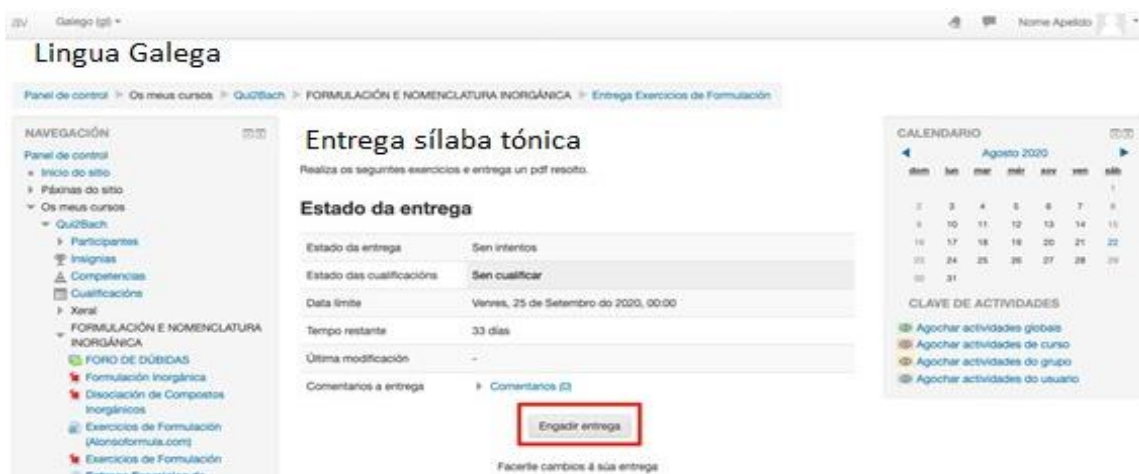 Galego (gl)
Nome Apelido
Lingua Galega
Panel de control Os meus cursos Qui2Bach FORMULACIÓN E NOMENCLATURA INORGÁNICA Entrega Exercicios de Formulación
NAVEGACIÓN
Panel de control
Inicio do sitio
Páxinas do sitio
Os meus cursos
Qui2Bach
Participantes
Insignias
Competencias
Cualificacións
Xeral
FORMULACIÓN E NOMENCLATURA
INORGÁNICA
FORO DE DÚBIDAS
Formulación Inorgánica
Disociación de Compostos
Inorgánicos
Exercicios de Formulación
(Alonsoformula.com)
Exercicios de Formulación
Entrega sílaba tónica
Realiza os seguintes exercicios e entrega un pdf resolto.
Estado da entrega
Estado da entrega Sen intentos
Estado das cualificacións Sen cualificar
Data límite Venres, 25 de Setembro do 2020, 00:00
Tempo restante 33 días
Última modificación -
Comentarios a entrega Comentarios (0)
Engadir entrega
Facerlle cambios á súa entrega
CALENDARIO
Agosto 2020
dom lun mar mér xov ven sáb
1
2 3 4 5 6 7 8
9 10 11 12 13 14 15
16 17 18 19 20 21 22
23 24 25 26 27 28 29
30 31
CLAVE DE ACTIVIDADES
Agochar actividades globais
Agochar actividades de curso
Agochar actividades do grupo
Agochar actividades do usuario